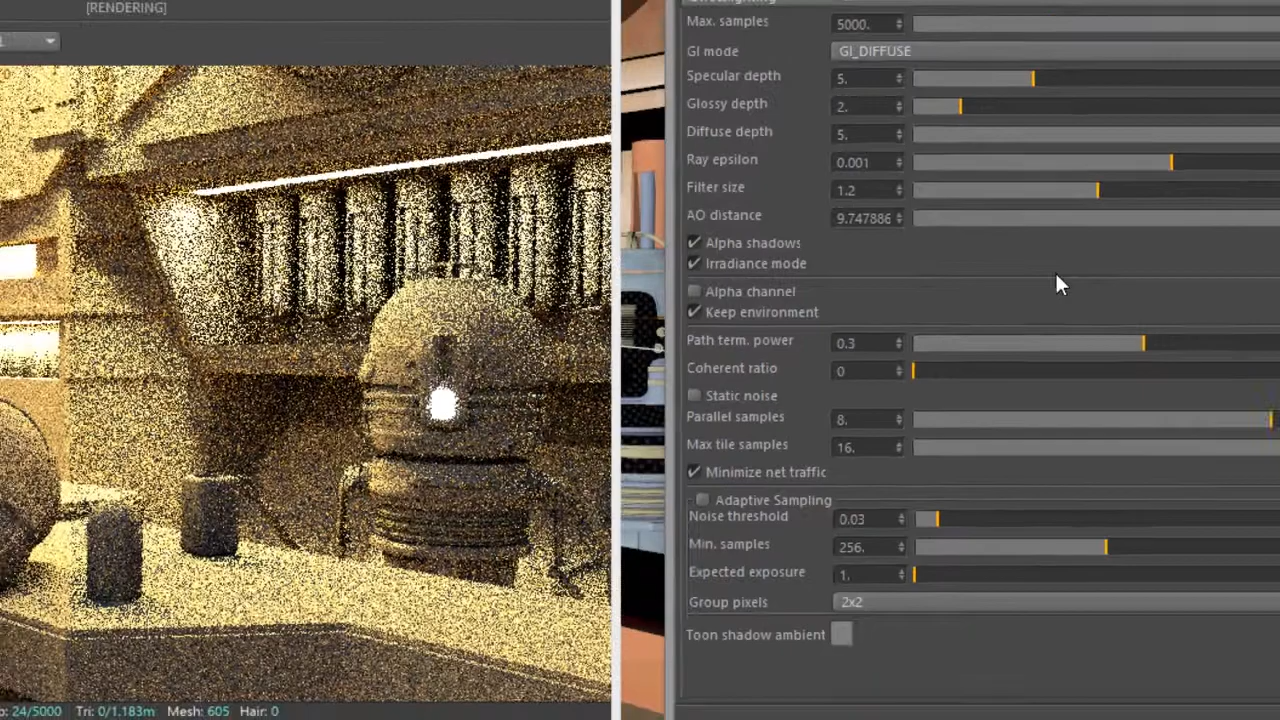 [RENDERING]
Max. samples 5000.
GI mode GI_DIFFUSE
Specular depth 5.
Glossy depth 2.
Diffuse depth 5.
Ray epsilon 0.001
Filter size 1.2
AO distance 9.747886
Alpha shadows
Irradiance mode
Alpha channel
Keep environment
Path term. power 0.3
Coherent ratio 0
Static noise
Parallel samples 8.
Max tile samples 16.
Minimize net traffic
Adaptive Sampling
Noise threshold 0.03
Min. samples 256.
Expected exposure 1.
Group pixels 2x2
Toon shadow ambient
24/5000 Tri: 0/1.183m Mesh: 605 Hair: 0